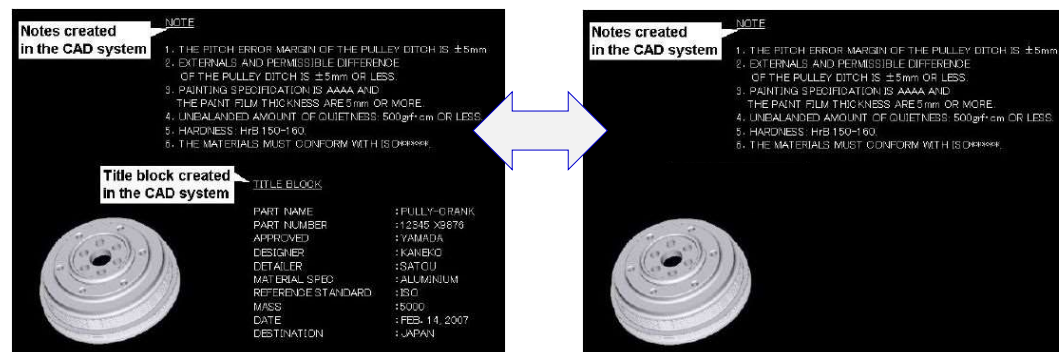 Notes created
in the CAD system
NOTE
1. THE PITCH ERROR MARGIN OF THE PULLEY DITCH IS ±5mm
2. EXTERNALS AND PERMISSIBLE DIFFERENCE
OF THE PULLEY DITCH IS ±5mm OR LESS.
3. PAINTING SPECIFICATION IS AAAA AND
THE PAINT FILM THICKNESS ARE 5mm OR MORE.
4. UNBALANDED AMOUNT OF QUIETNESS: 500grf·cm OR LESS.
5. HARDNESS: HrB 150-160.
6. THE MATERIALS MUST CONFORM WITH ISO*****.
Title block created
in the CAD system
TITLE BLOCK
PART NAME :PULLY-CRANK
PART NUMBER :12345 X9876
APPROVED :YAMADA
DESIGNER :KANEKO
DETAILER :SATOU
MATERIAL SPEC :ALUMINIUM
REFERENCE STANDARD :ISO
MASS :5000
DATE :FEB. 14, 2007
DESTINATION :JAPAN
Notes created
in the CAD system
NOTE
1. THE PITCH ERROR MARGIN OF THE PULLEY DITCH IS ±5mm
2. EXTERNALS AND PERMISSIBLE DIFFERENCE
OF THE PULLEY DITCH IS ±5mm OR LESS.
3. PAINTING SPECIFICATION IS AAAA AND
THE PAINT FILM THICKNESS ARE 5mm OR MORE.
4. UNBALANDED AMOUNT OF QUIETNESS: 500grf·cm OR LESS.
5. HARDNESS: HrB 150-160.
6. THE MATERIALS MUST CONFORM WITH ISO*****.